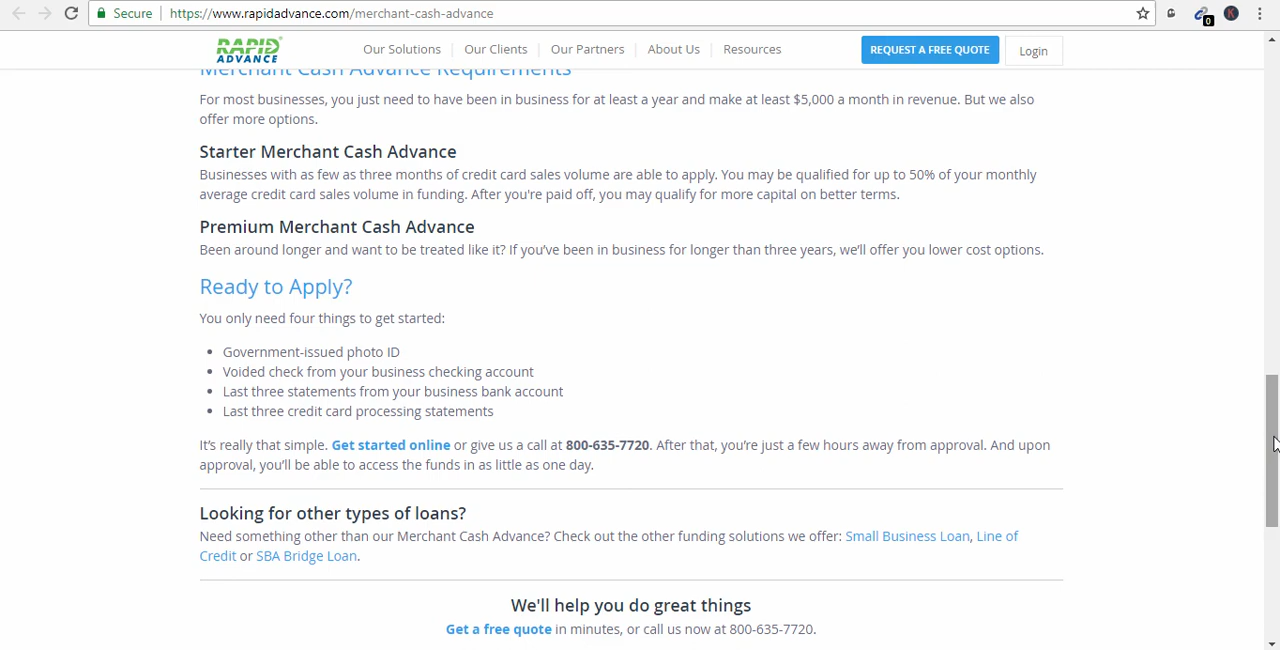 Secure https://www.rapidadvance.com/merchant-cash-advance
0
K
RAPID
ADVANCE
Our Solutions Our Clients Our Partners About Us Resources REQUEST A FREE QUOTE Login
Merchant Cash Advance Requirements
For most businesses, you just need to have been in business for at least a year and make at least $5,000 a month in revenue. But we also
offer more options.
Starter Merchant Cash Advance
Businesses with as few as three months of credit card sales volume are able to apply. You may be qualified for up to 50% of your monthly
average credit card sales volume in funding. After you're paid off, you may qualify for more capital on better terms.
Premium Merchant Cash Advance
Been around longer and want to be treated like it? If you've been in business for longer than three years, we'll offer you lower cost options.
Ready to Apply?
You only need four things to get started:
• Government-issued photo ID
• Voided check from your business checking account
• Last three statements from your business bank account
• Last three credit card processing statements
It's really that simple. Get started online or give us a call at 800-635-7720. After that, you're just a few hours away from approval. And upon
approval, you'll be able to access the funds in as little as one day.
Looking for other types of loans?
Need something other than our Merchant Cash Advance? Check out the other funding solutions we offer: Small Business Loan, Line of
Credit or SBA Bridge Loan.
We'll help you do great things
Get a free quote in minutes, or call us now at 800-635-7720.